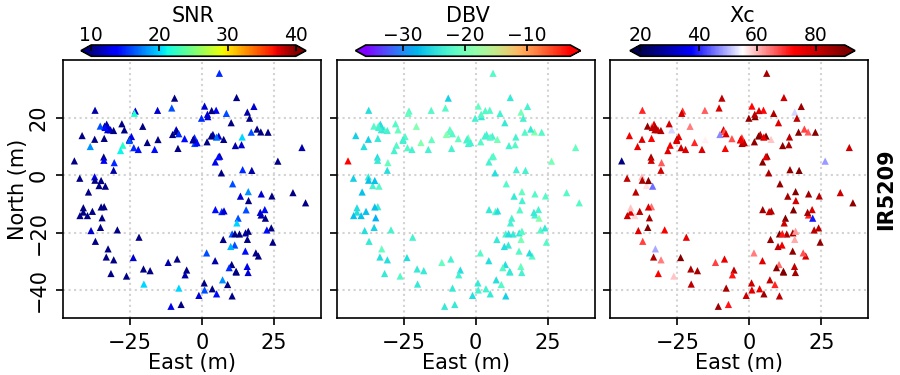 SNR DBV Xc
10 20 30 40 −30 −20 −10 20 40 60 80
20
0
−20
−40
North (m)
−25 0 25 −25 0 25 −25 0 25
East (m) East (m) East (m)
IR5209